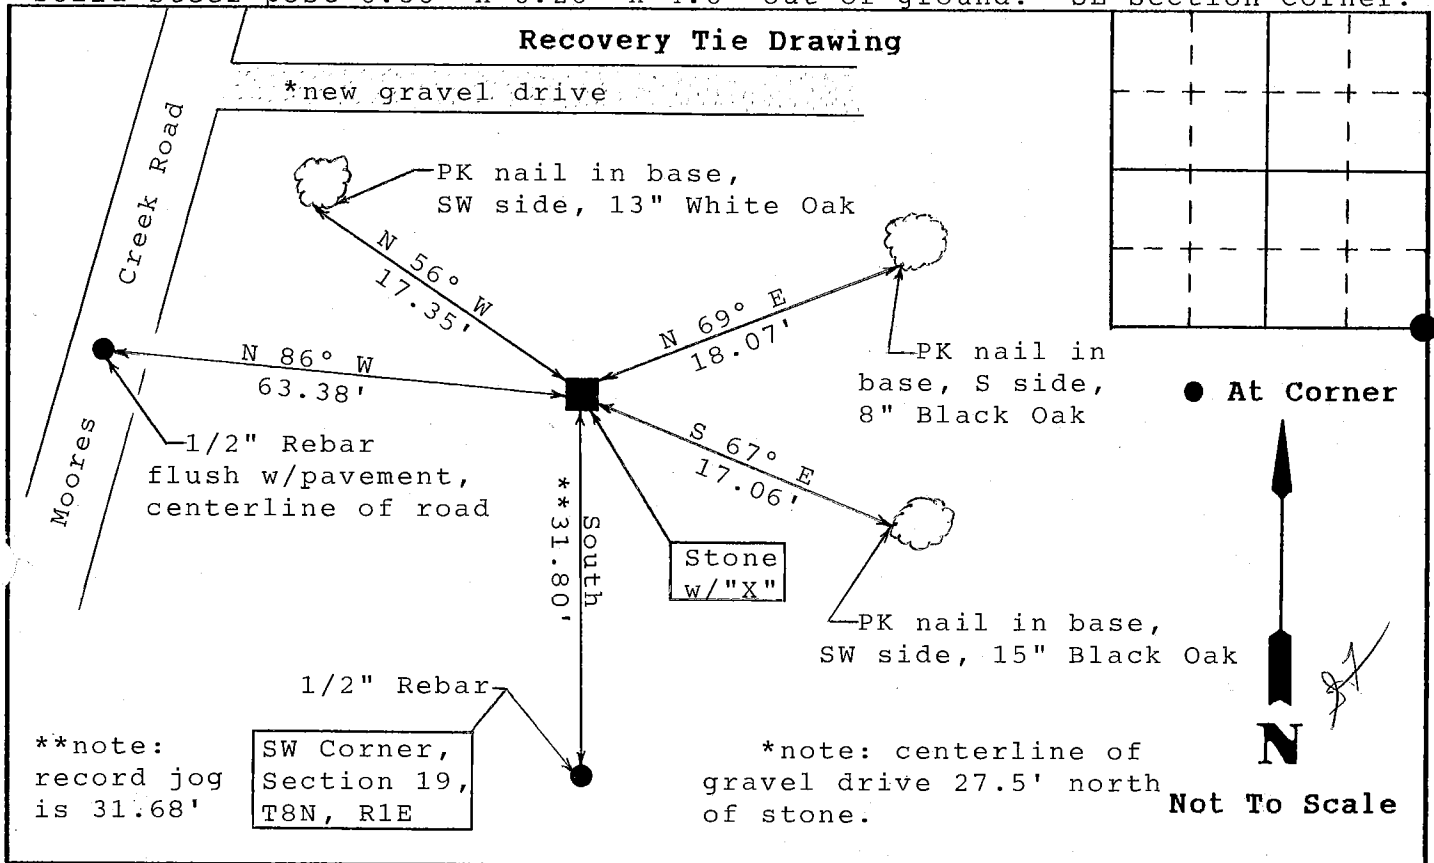 Recovery Tie Drawing
*new gravel drive
Moores Creek Road
PK nail in base,
SW side, 13" White Oak
N 56° W
17.35'
N 69° E
18.07'
PK nail in
base, S side,
8" Black Oak
At Corner
N 86° W
63.38'
1/2" Rebar
flush w/pavement,
centerline of road
S 67° E
17.06'
South
**31.80'
Stone
w/"X"
PK nail in base,
SW side, 15" Black Oak
1/2" Rebar
**note:
record jog
is 31.68'
SW Corner,
Section 19,
T8N, R1E
*note: centerline of
gravel drive 27.5' north
of stone.
N
Not To Scale